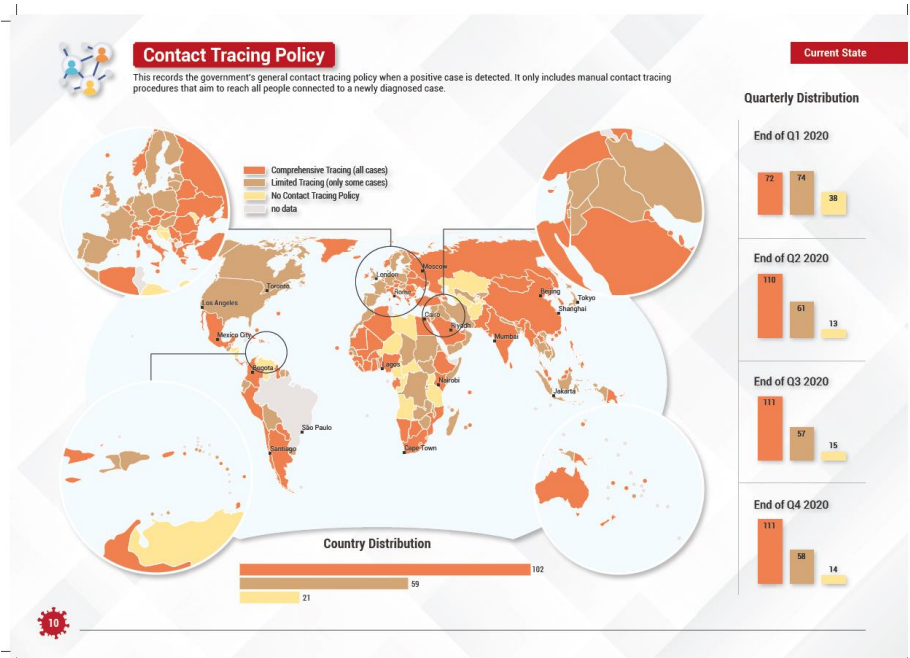 Contact Tracing Policy
Current State
This records the government's general contact tracing policy when a positive case is detected. It only includes manual contact tracing
procedures that aim to reach all people connected to a newly diagnosed case.
Quarterly Distribution
End of Q1 2020
72
74
38
End of Q2 2020
110
61
13
End of Q3 2020
111
57
15
End of Q4 2020
111
58
14
Comprehensive Tracing (all cases)
Limited Tracing (only some cases)
No Contact Tracing Policy
no data
London
Moscow
Rome
Toronto
Los Angeles
Beijing
Tokyo
Shanghai
Cairo
Riyadh
Mexico City
Mumbai
Bogota
Lagos
Nairobi
Jakarta
São Paulo
Santiago
Cape Town
Country Distribution
102
59
21
10